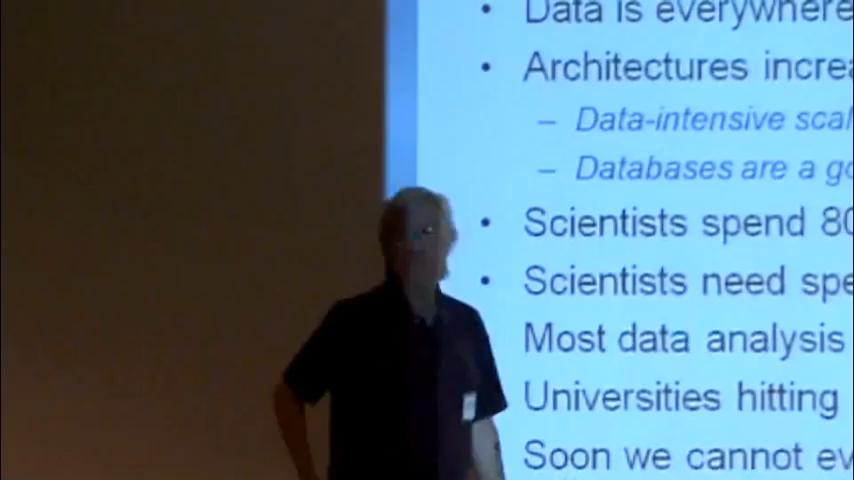 • Data is everywhere
• Architectures increa
– Data-intensive scal
– Databases are a go
• Scientists spend 80
• Scientists need spe
Most data analysis
Universities hitting
Soon we cannot ev